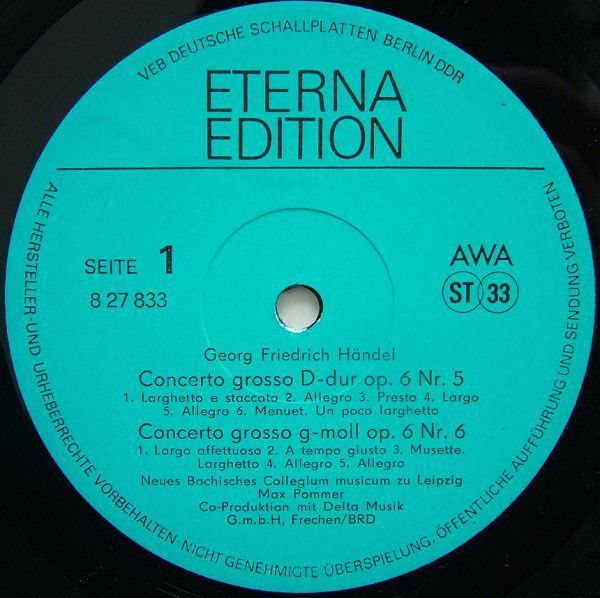 VEB DEUTSCHE SCHALLPLATTEN BERLIN DDR
ETERNA
EDITION
SEITE 1
8 27 833
AWA
ST 33
Georg Friedrich Händel
Concerto grosso D-dur op. 6 Nr. 5
1. Larghetto e staccato 2. Allegro 3. Presto 4. Largo
5. Allegro 6. Menuet. Un poco larghetto
Concerto grosso g-moll op. 6 Nr. 6
1. Largo affettuoso 2. A tempo giusto 3. Musette.
Larghetto 4. Allegro 5. Allegro
Neues Bachisches Collegium musicum zu Leipzig
Max Pommer
Co-Produktion mit Delta Musik
G.m.b.H, Frechen/BRD
ALLE HERSTELLER-UND URHEBERRECHTE VORBEHALTEN NICHT GENEHMIGTE ÜBERSPIELUNG, ÖFFENTLICHE AUFFÜHRUNG UND SENDUNG VERBOTEN